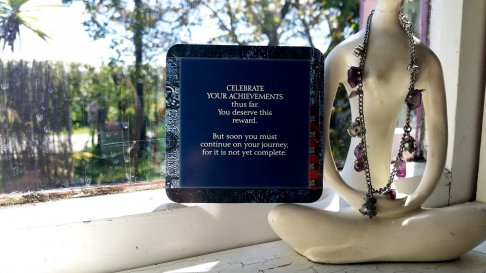 CELEBRATE
YOUR ACHIEVEMENTS
thus far.
You deserve this
reward.
But soon you must
continue on your journey,
for it is not yet complete.